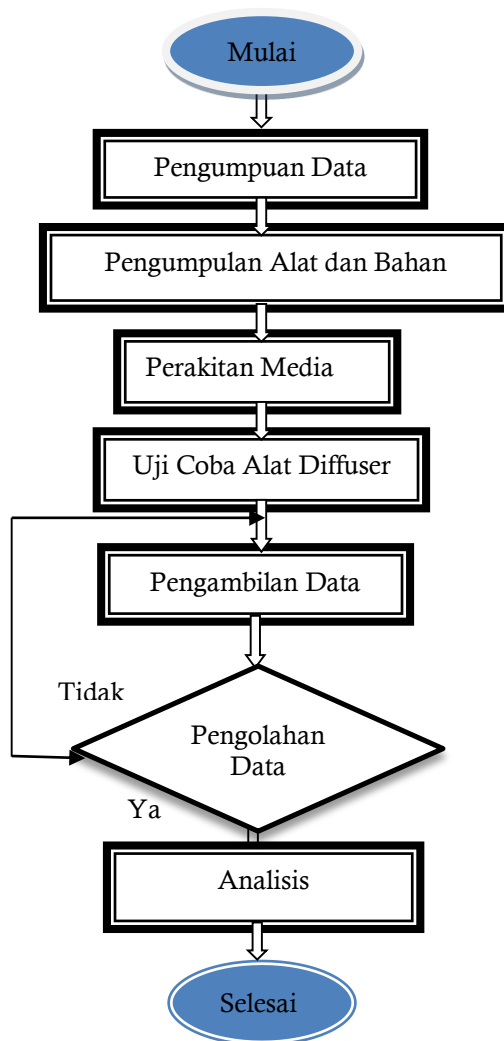 Mulai
Pengumpuan Data
Pengumpulan Alat dan Bahan
Perakitan Media
Uji Coba Alat Diffuser
Pengambilan Data
Tidak
Pengolahan
Data
Ya
Analisis
Selesai